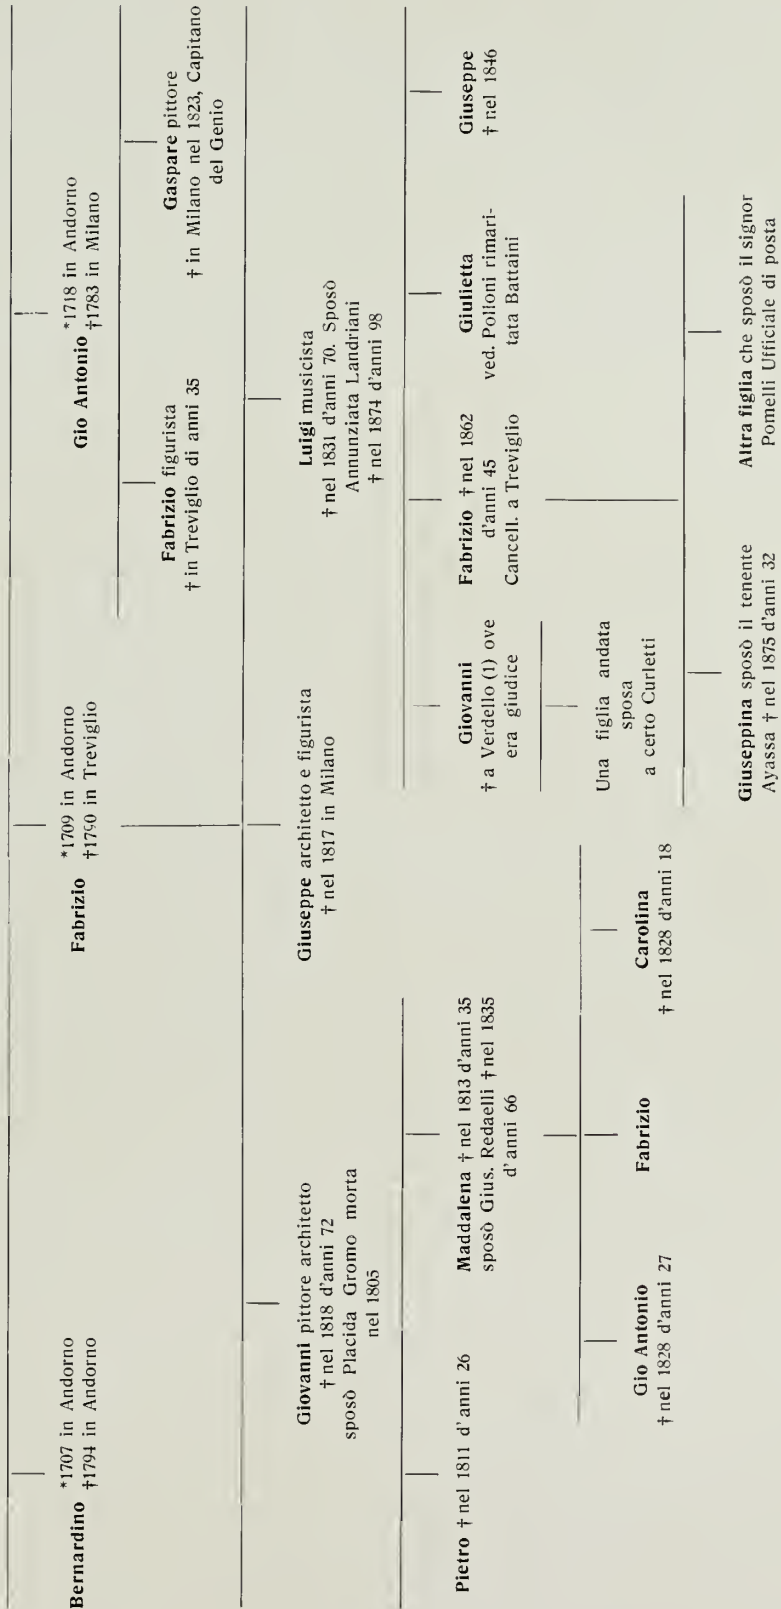 Bernardino *1707 in Andorno
†1794 in Andorno
Fabrizio *1709 in Andorno
†1790 in Treviglio
Gio Antonio *1718 in Andorno
†1783 in Milano
Fabrizio figurista
† in Treviglio di anni 35
Gaspare pittore
† in Milano nel 1823, Capitano
del Genio
Giovanni pittore architetto
† nel 1818 d'anni 72
sposò Placida Gromo morta
nel 1805
Giuseppe architetto e figurista
† nel 1817 in Milano
Luigi musicista
† nel 1831 d'anni 70. Sposò
Annunziata Landriani
† nel 1874 d'anni 98
Pietro † nel 1811 d'anni 26
Maddalena † nel 1813 d'anni 35
sposò Gius. Redaelli † nel 1835
d'anni 66
Giovanni
† a Verdello (1) ove
era giudice
Fabrizio † nel 1862
d'anni 45
Cancell. a Treviglio
Giulietta
ved. Polloni rimari-
tata Battaini
Giuseppe
† nel 1846
Gio Antonio
† nel 1828 d'anni 27
Fabrizio
Carolina
† nel 1828 d'anni 18
Una figlia andata
sposa
a certo Curletti
Giuseppina sposò il tenente
Ayassa † nel 1875 d'anni 32
Altra figlia che sposò il signor
Pomelli Ufficiale di posta